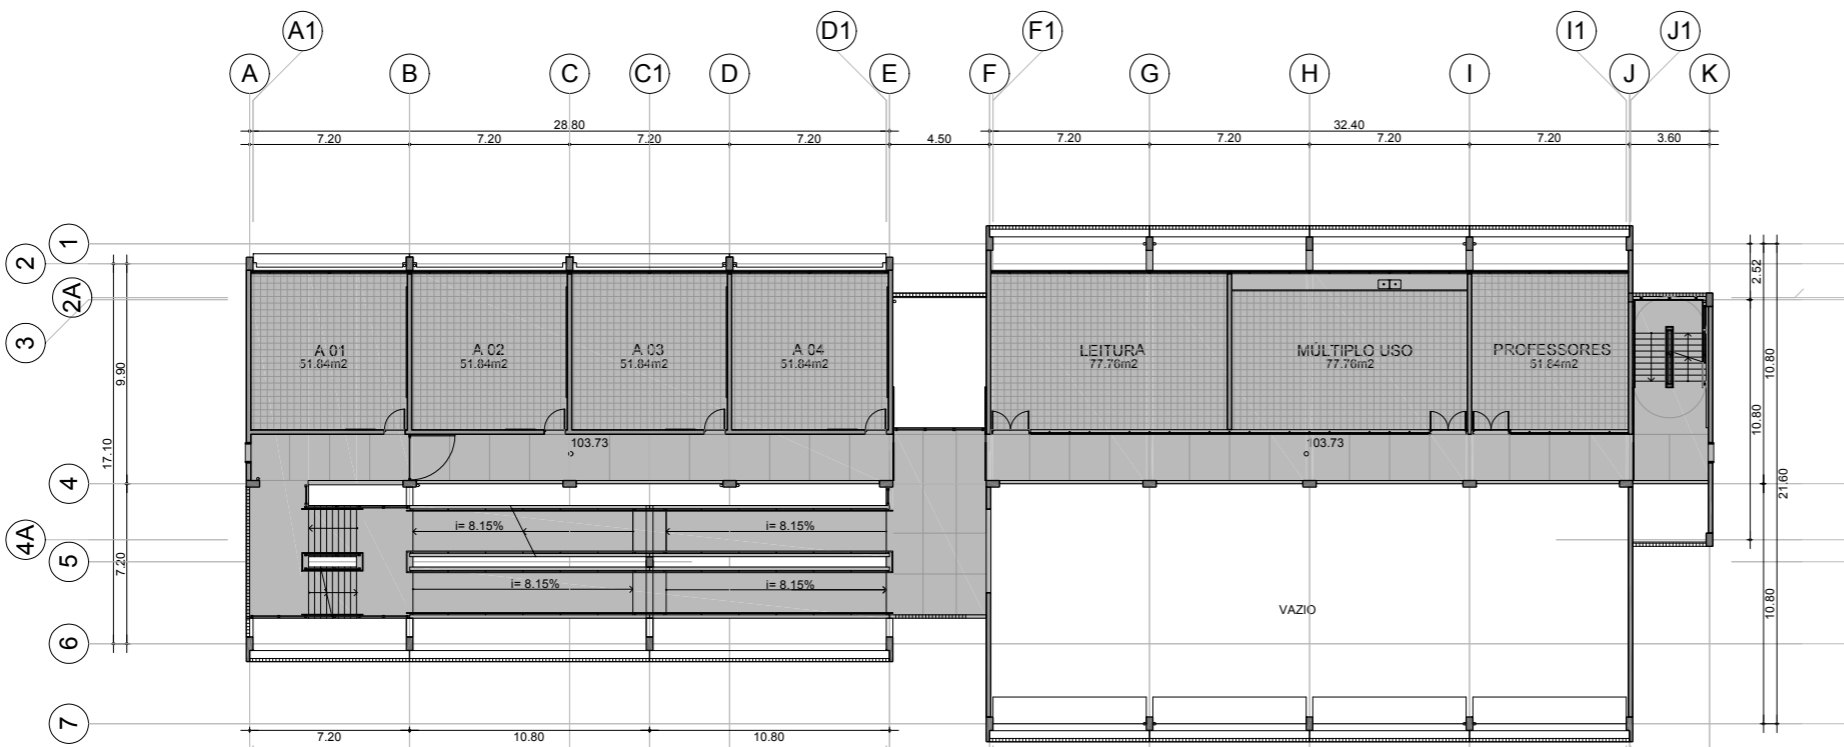 A1 D1 F1 I1 J1
A B C C1 D E F G H I J K
28.80 32.40
7.20 7.20 7.20 7.20 4.50 7.20 7.20 7.20 7.20 3.60
1
2
2A
3
4
4A
5
6
7
9.90
17.10
7.20
2.52
10.80
10.80
21.60
10.80
A 01
51.84m2
A 02
51.84m2
A 03
51.84m2
A 04
51.84m2
LEITURA
77.76m2
MÚLTIPLO USO
77.76m2
PROFESSORES
51.84m2
103.73 103.73
i= 8.15% i= 8.15%
i= 8.15% i= 8.15%
VAZIO
7.20 10.80 10.80